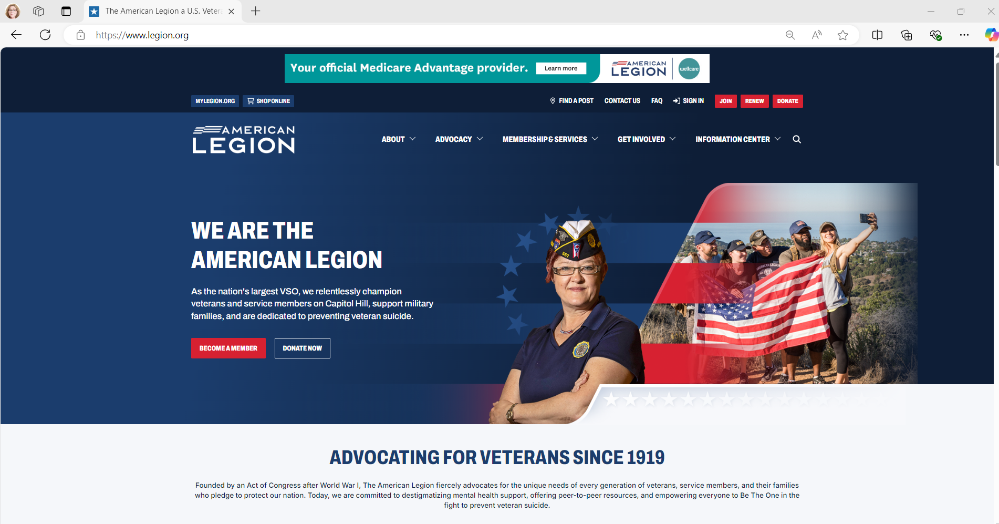 The American Legion a U.S. Vetera
https://www.legion.org
Your official Medicare Advantage provider.
Learn more
AMERICAN
LEGION
wellcare
MYLEGION.ORG
SHOP ONLINE
FIND A POST
CONTACT US
FAQ
SIGN IN
JOIN
RENEW
DONATE
AMERICAN
LEGION
ABOUT
ADVOCACY
MEMBERSHIP & SERVICES
GET INVOLVED
INFORMATION CENTER
WE ARE THE
AMERICAN LEGION
567
AMERICAN LEGION
As the nation's largest VSO, we relentlessly champion
veterans and service members on Capitol Hill, support military
families, and are dedicated to preventing veteran suicide.
BECOME A MEMBER
DONATE NOW
ADVOCATING FOR VETERANS SINCE 1919
Founded by an Act of Congress after World War I, The American Legion fiercely advocates for the unique needs of every generation of veterans, service members, and their families
who pledge to protect our nation. Today, we are committed to destigmatizing mental health support, offering peer-to-peer resources, and empowering everyone to Be The One in the
fight to prevent veteran suicide.